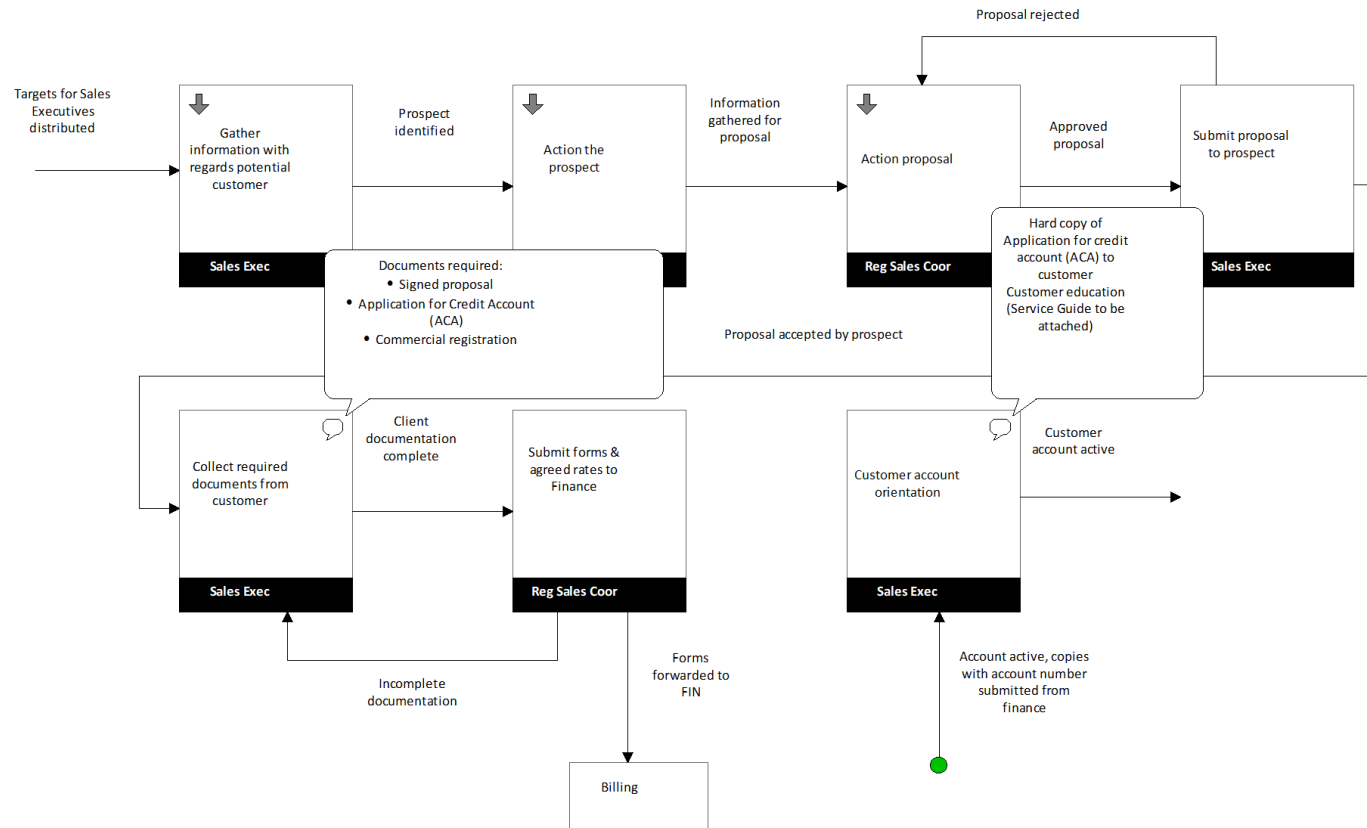 Proposal rejected
Targets for Sales
Executives
distributed
Gather
information with
regards potential
customer
Sales Exec
Prospect
identified
Action the
prospect
Information
gathered for
proposal
Action proposal
Reg Sales Coor
Approved
proposal
Submit proposal
to prospect
Sales Exec
Documents required:
• Signed proposal
• Application for Credit Account
(ACA)
• Commercial registration
Hard copy of
Application for credit
account (ACA) to
customer
Customer education
(Service Guide to be
attached)
Proposal accepted by prospect
Collect required
documents from
customer
Sales Exec
Client
documentation
complete
Submit forms &
agreed rates to
Finance
Reg Sales Coor
Customer account
orientation
Sales Exec
Customer
account active
Incomplete
documentation
Forms
forwarded to
FIN
Account active, copies
with account number
submitted from
finance
Billing